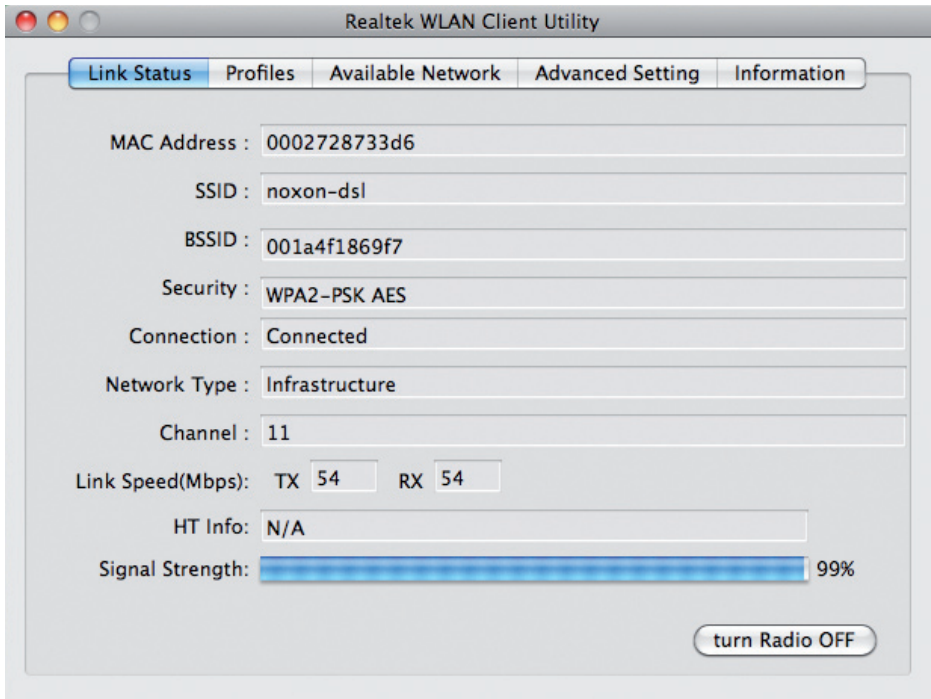 Realtek WLAN Client Utility
Link Status Profiles Available Network Advanced Setting Information
MAC Address : 0002728733d6
SSID : noxon-dsl
BSSID : 001a4f1869f7
Security : WPA2-PSK AES
Connection : Connected
Network Type : Infrastructure
Channel : 11
Link Speed(Mbps): TX 54 RX 54
HT Info: N/A
Signal Strength: 99%
turn Radio OFF